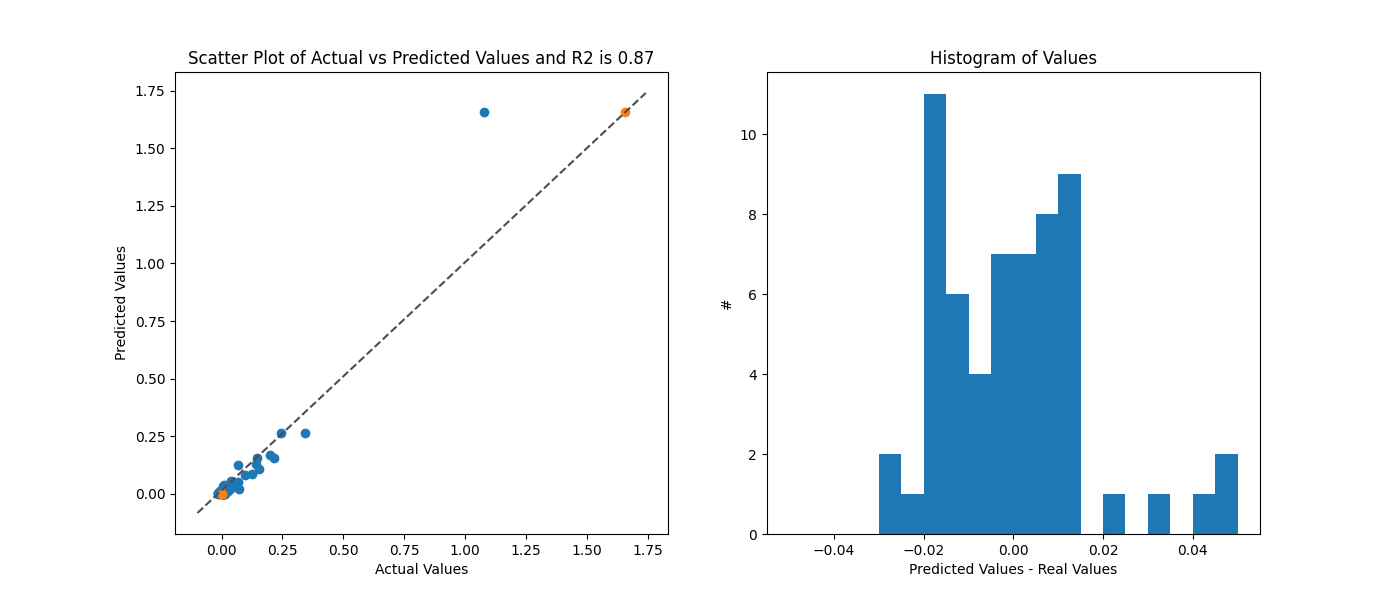 Scatter Plot of Actual vs Predicted Values and R2 is 0.87
1.75
1.50
1.25
1.00
0.75
0.50
0.25
0.00
Predicted Values
0.00 0.25 0.50 0.75 1.00 1.25 1.50 1.75
Actual Values
Histogram of Values
10
8
6
4
2
0
#
−0.04 −0.02 0.00 0.02 0.04
Predicted Values - Real Values